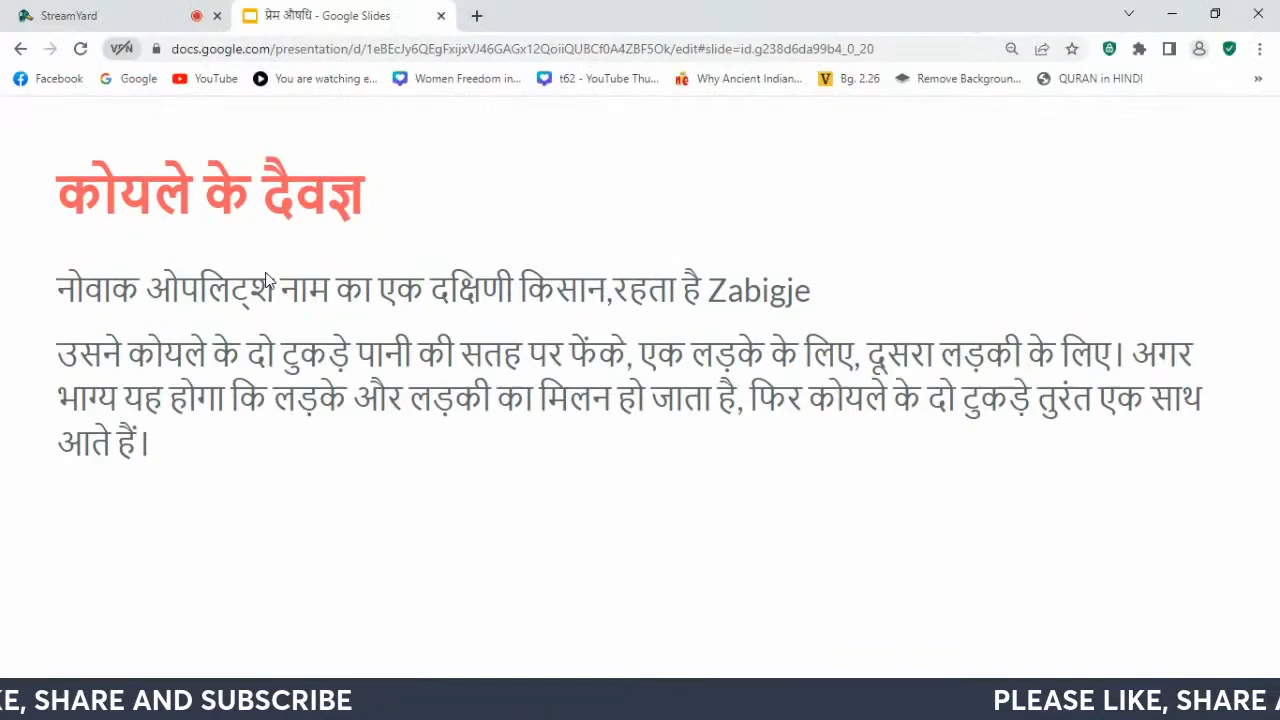 StreamYard
प्रेम औषधि - Google Slides
VPN
docs.google.com/presentation/d/1eBEcJy6QEgFxijxVJ46GAGx12QoiiQUBCf0A4ZBF5Ok/edit#slide=id.g238d6da99b4_0_20
Facebook Google YouTube You are watching e... Women Freedom in... t62 - YouTube Thu... Why Ancient Indian... Bg. 2.26 Remove Backgroun... QURAN in HINDI »
कोयले के दैवज्ञ
नोवाक ओपलिट्श नाम का एक दक्षिणी किसान,रहता है Zabigje
उसने कोयले के दो टुकड़े पानी की सतह पर फेंके, एक लड़के के लिए, दूसरा लड़की के लिए। अगर
भाग्य यह होगा कि लड़के और लड़की का मिलन हो जाता है, फिर कोयले के दो टुकड़े तुरंत एक साथ
आते हैं।
KE, SHARE AND SUBSCRIBE PLEASE LIKE, SHARE A